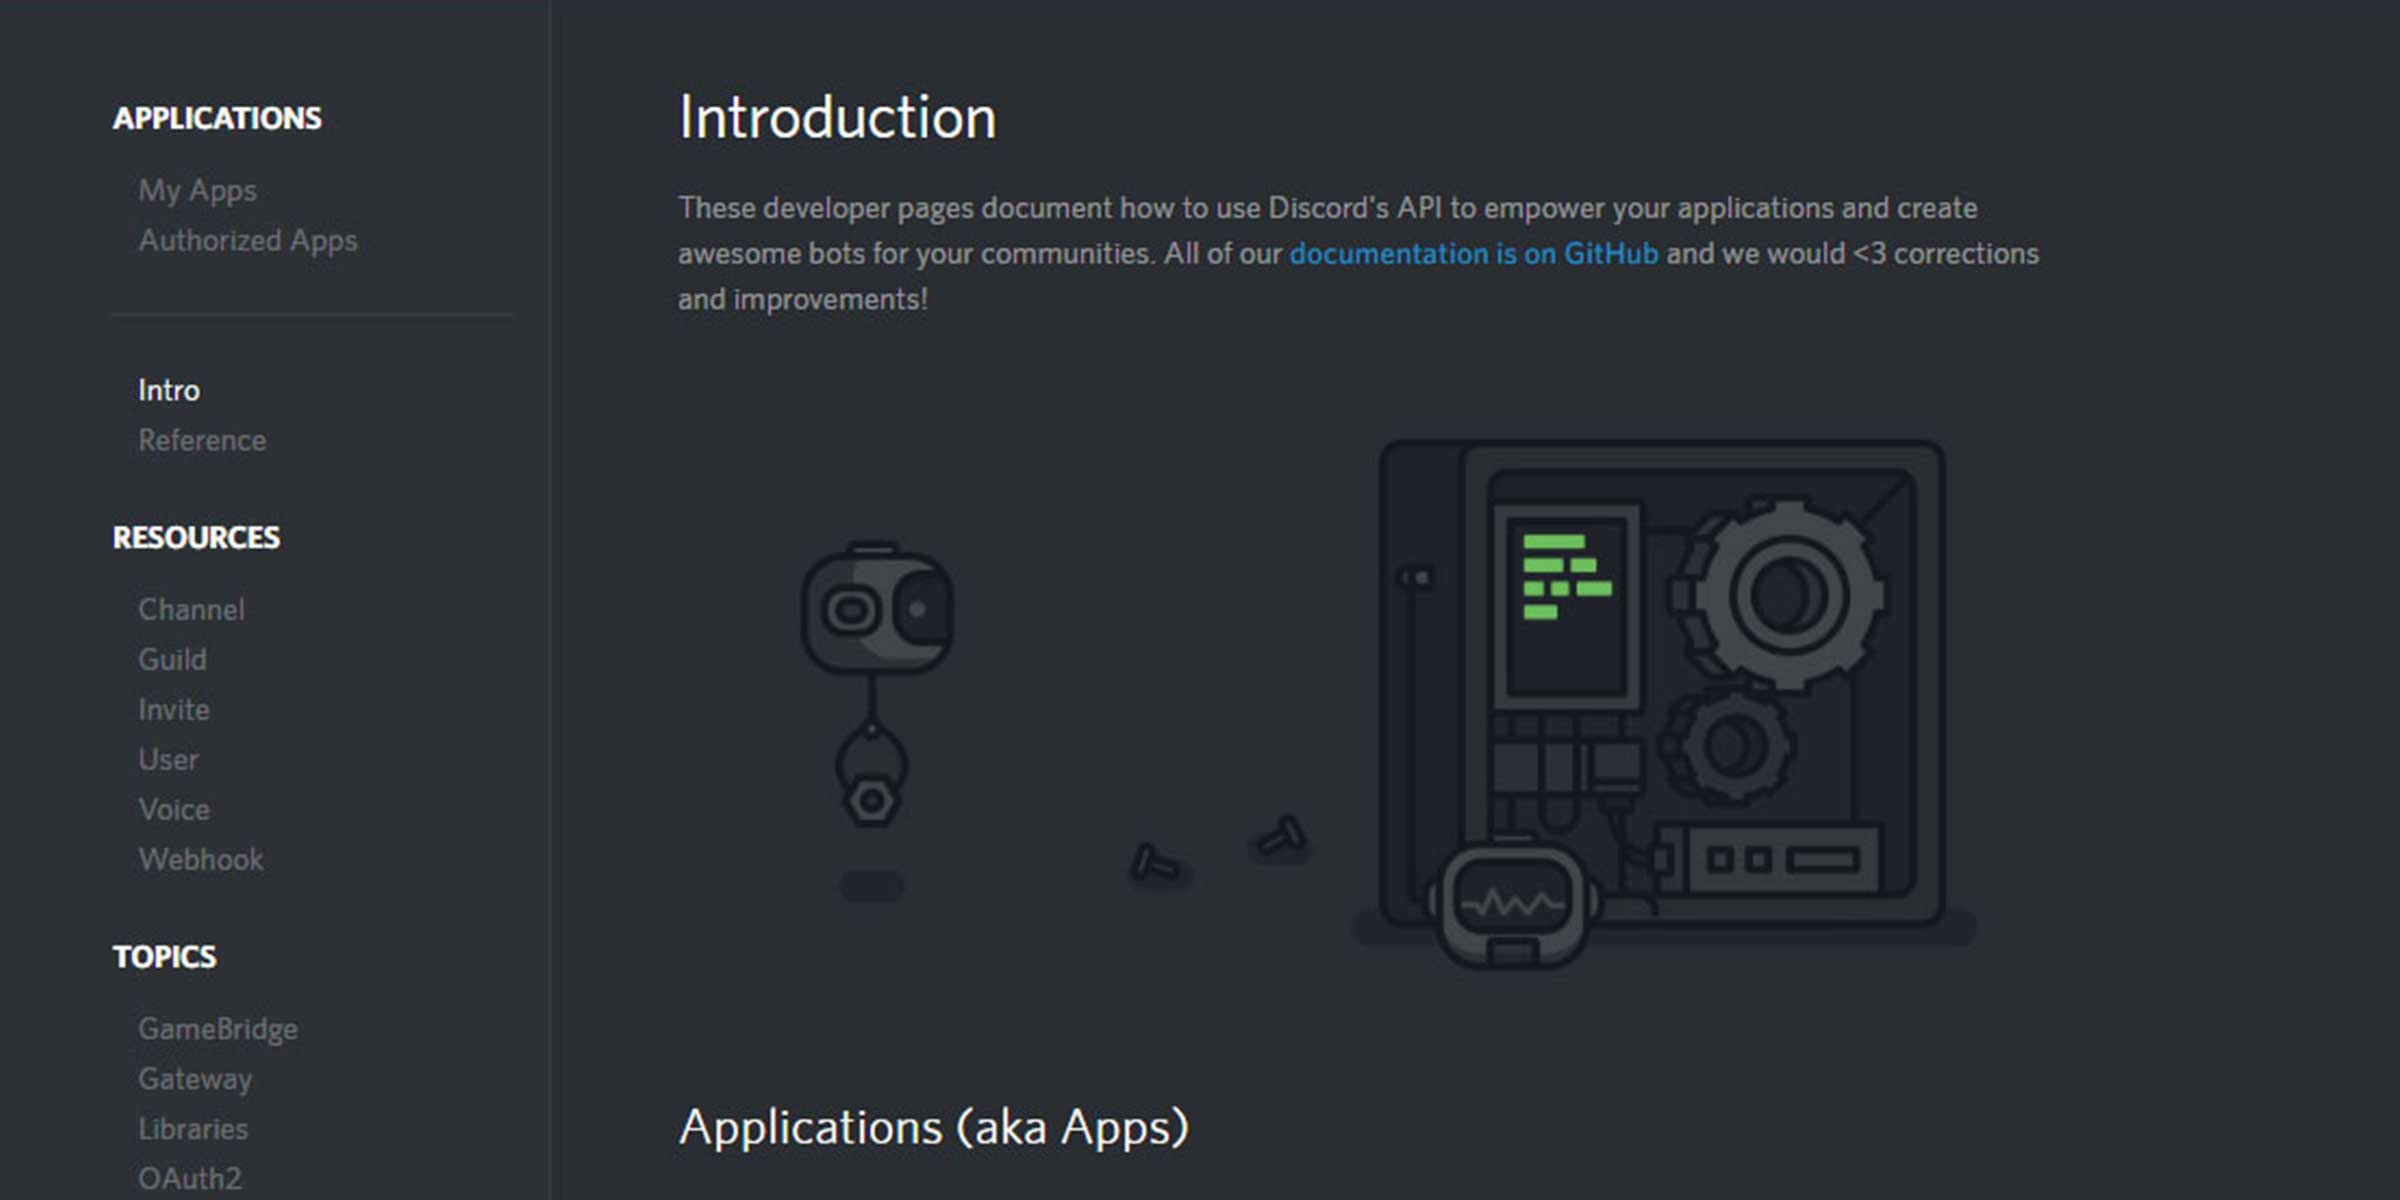 APPLICATIONS
My Apps
Authorized Apps
Intro
Reference
RESOURCES
Channel
Guild
Invite
User
Voice
Webhook
TOPICS
GameBridge
Gateway
Libraries
OAuth2
Introduction
These developer pages document how to use Discord's API to empower your applications and create
awesome bots for your communities. All of our documentation is on GitHub and we would <3 corrections
and improvements!
Applications (aka Apps)